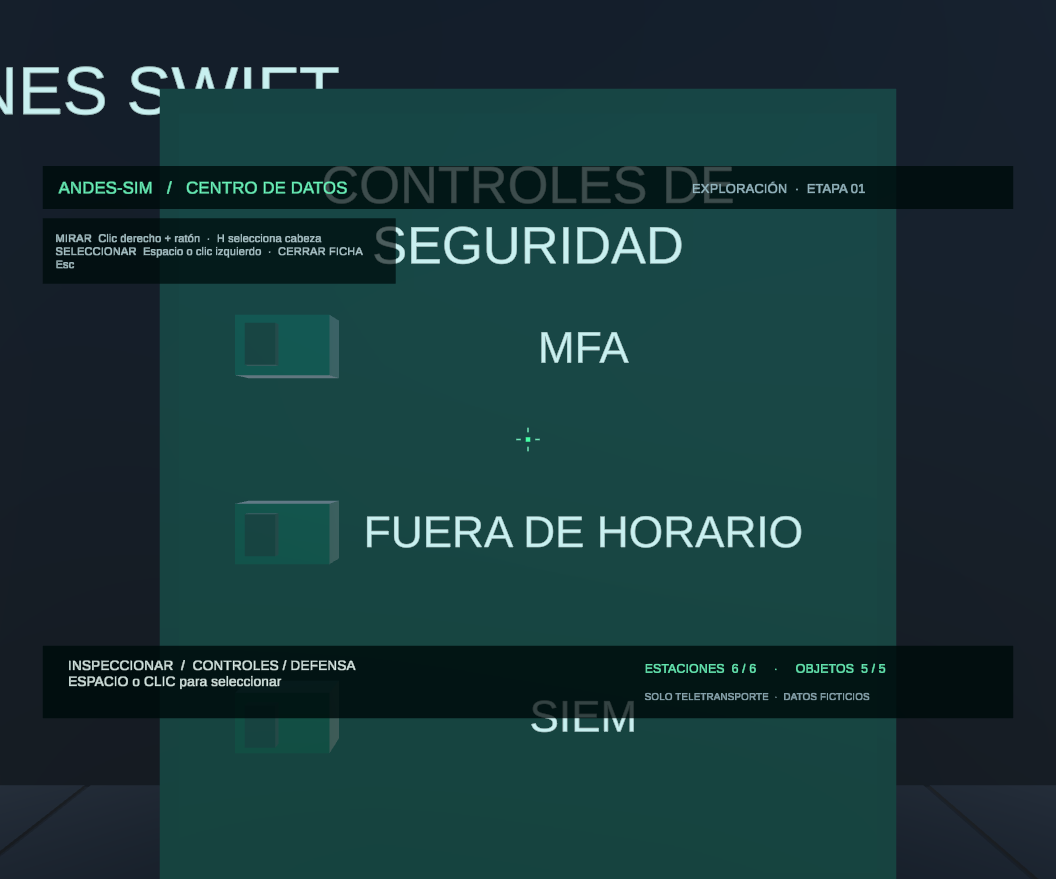 NES SWIFT
CONTROLES DE
SEGURIDAD
ANDES-SIM / CENTRO DE DATOS
EXPLORACIÓN · ETAPA 01
MIRAR Clic derecho + ratón · H selecciona cabeza
SELECCIONAR Espacio o clic izquierdo · CERRAR FICHA
Esc
MFA
FUERA DE HORARIO
INSPECCIONAR / CONTROLES / DEFENSA
ESPACIO o CLIC para seleccionar
ESTACIONES 6 / 6 · OBJETOS 5 / 5
SOLO TELETRANSPORTE · DATOS FICTICIOS
SIEM